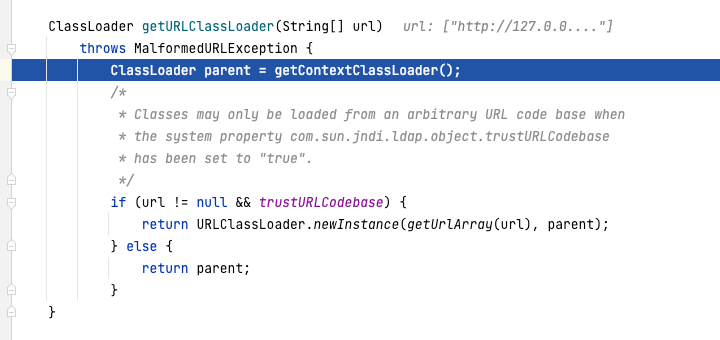 ClassLoader getURLClassLoader(String[] url)   url: ["http://127.0.0...."]
    throws MalformedURLException {
        ClassLoader parent = getContextClassLoader();
        /*
         * Classes may only be loaded from an arbitrary URL code base when
         * the system property com.sun.jndi.ldap.object.trustURLCodebase
         * has been set to "true".
         */
        if (url != null && trustURLCodebase) {
            return URLClassLoader.newInstance(getUrlArray(url), parent);
        } else {
            return parent;
        }
}